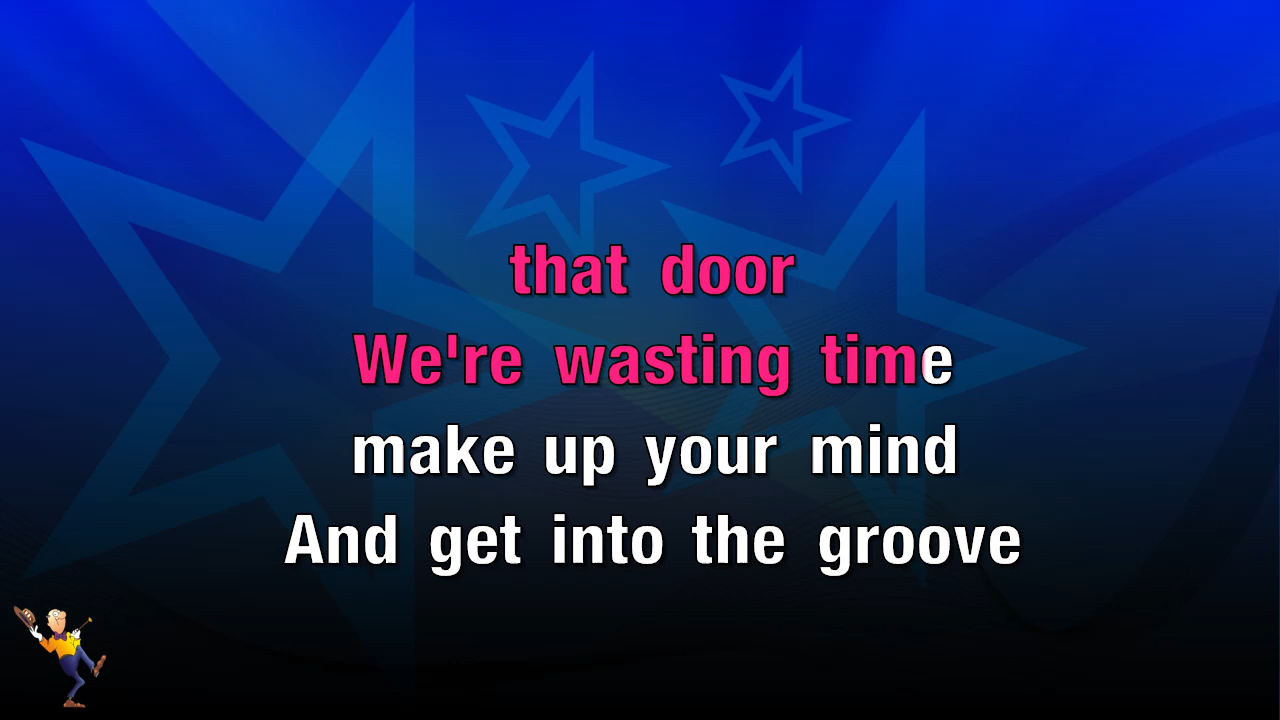 that door
We're wasting time
make up your mind
And get into the groove